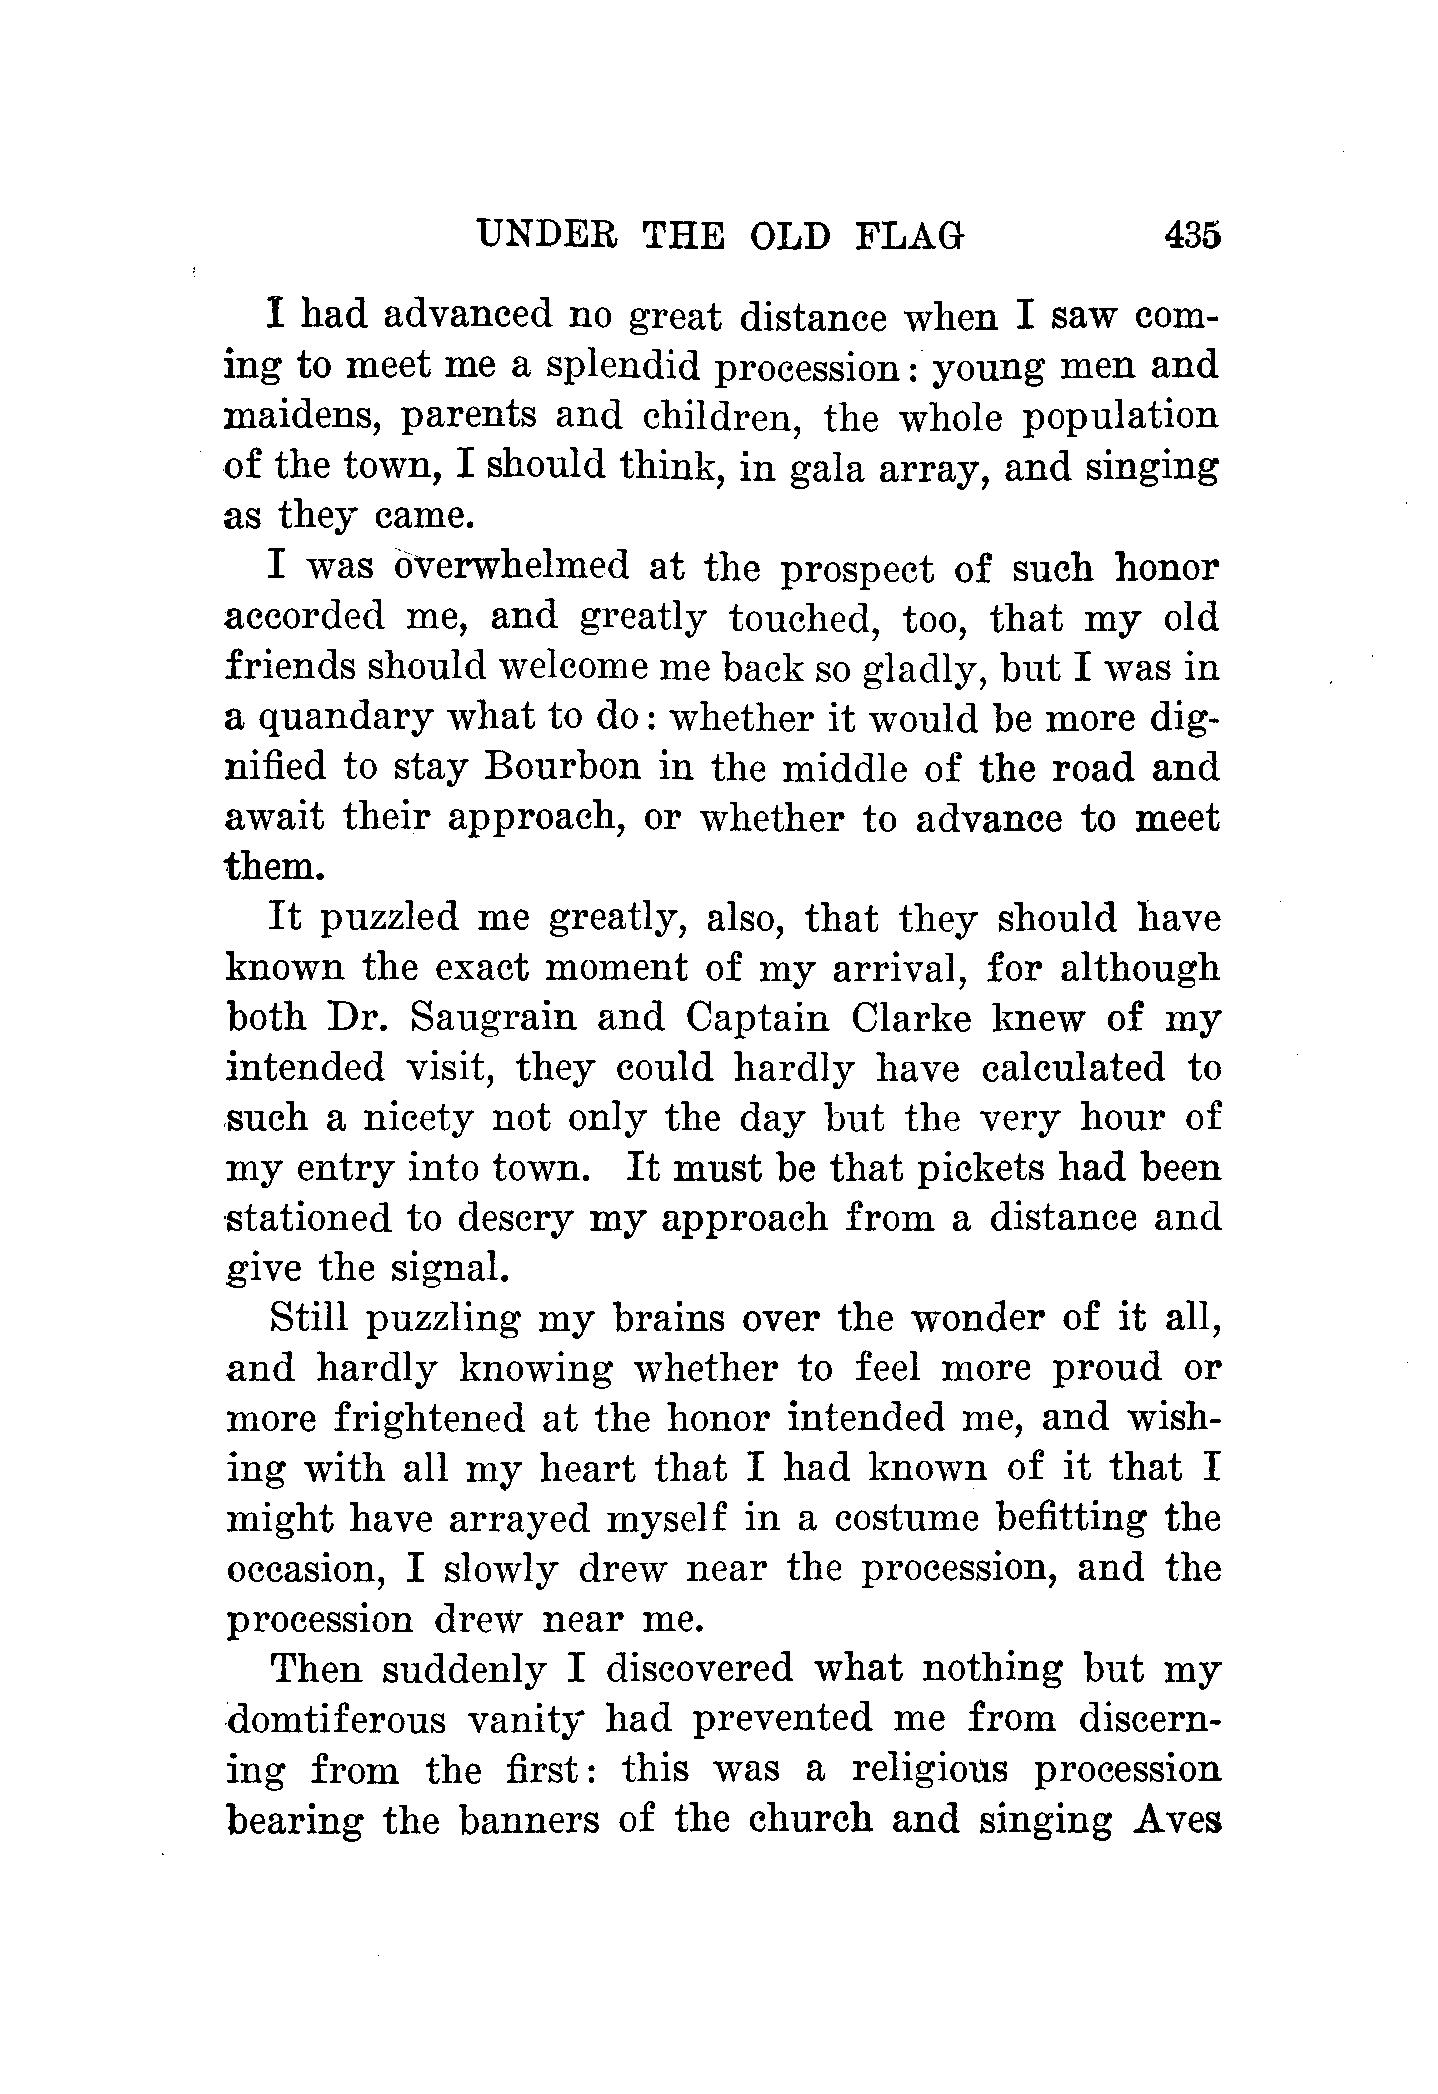 UNDER THE OLD FLAG 435
I had advanced no great distance when I saw com-
ing to meet me a splendid procession: young men and
maidens, parents and children, the whole population
of the town, I should think, in gala array, and singing
as they came.
I was overwhelmed at the prospect of such honor
accorded me, and greatly touched, too, that my old
friends should welcome me back so gladly, but I was in
a quandary what to do: whether it would be more dig-
nified to stay Bourbon in the middle of the road and
await their approach, or whether to advance to meet
them.
It puzzled me greatly, also, that they should have
known the exact moment of my arrival, for although
both Dr. Saugrain and Captain Clarke knew of my
intended visit, they could hardly have calculated to
such a nicety not only the day but the very hour of
my entry into town. It must be that pickets had been
stationed to descry my approach from a distance and
give the signal.
Still puzzling my brains over the wonder of it all,
and hardly knowing whether to feel more proud or
more frightened at the honor intended me, and wish-
ing with all my heart that I had known of it that I
might have arrayed myself in a costume befitting the
occasion, I slowly drew near the procession, and the
procession drew near me.
Then suddenly I discovered what nothing but my
domtiferous vanity had prevented me from discern-
ing from the first: this was a religious procession
bearing the banners of the church and singing Aves